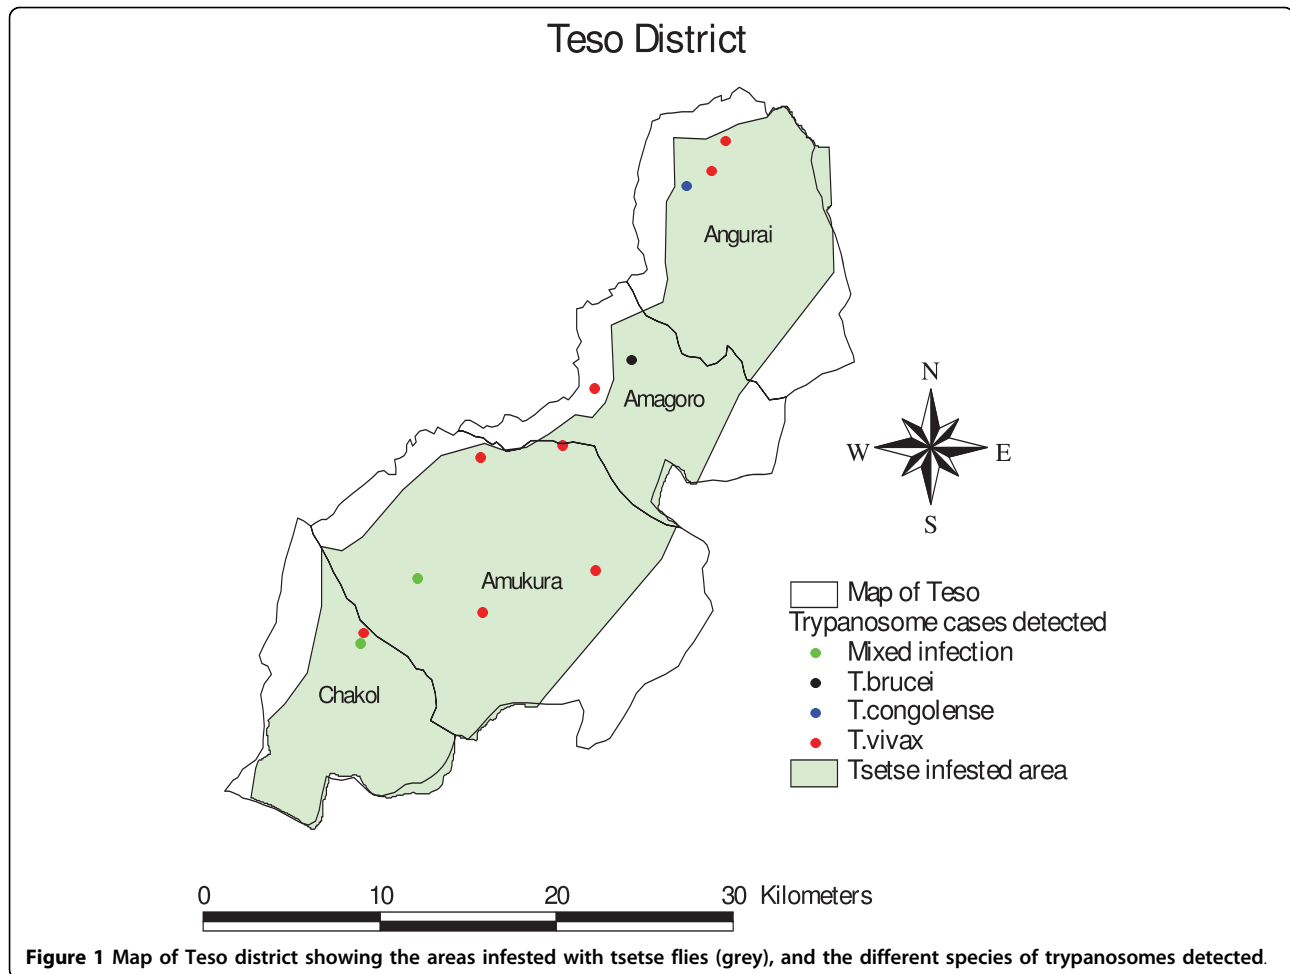 Teso District
Angurai
Amagoro
N
W
E
S
Amukura
Chakol
Map of Teso
Trypanosome cases detected
Mixed infection
T.brucei
T.congolense
T.vivax
Tsetse infested area
0 10 20 30 Kilometers
Figure 1 Map of Teso district showing the areas infested with tsetse flies (grey), and the different species of trypanosomes detected.